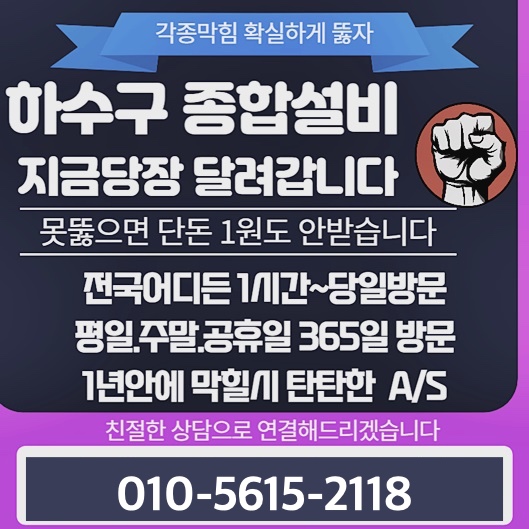 각종막힘 확실하게 뚫자
하수구 종합설비
지금당장 달려갑니다
못뚫으면 단돈 1원도 안받습니다
전국어디든 1시간~당일방문
평일.주말.공휴일 365일 방문
1년안에 막힐시 탄탄한 A/S
친절한 상담으로 연결해드리겠습니다
010-5615-2118